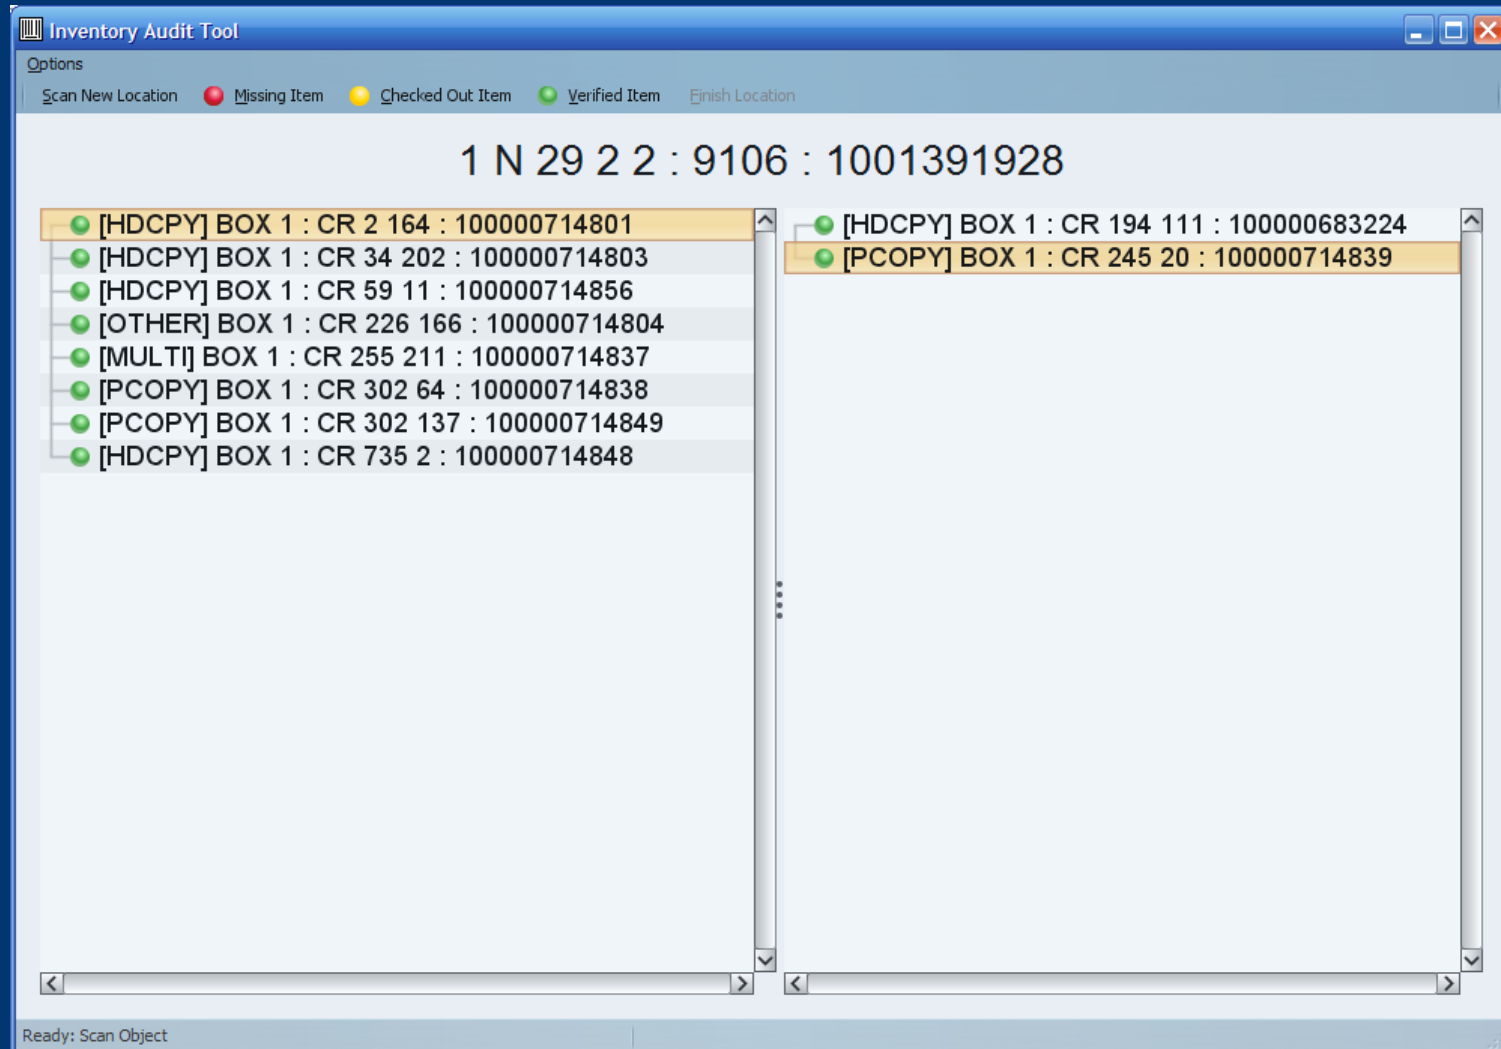 Inventory Audit Tool
Options
Scan New Location Missing Item Checked Out Item Verified Item Finish Location
1 N 29 2 2 : 9106 : 1001391928
[HDCPY] BOX 1 : CR 2 164 : 100000714801
[HDCPY] BOX 1 : CR 34 202 : 100000714803
[HDCPY] BOX 1 : CR 59 11 : 100000714856
[OTHER] BOX 1 : CR 226 166 : 100000714804
[MULTI] BOX 1 : CR 255 211 : 100000714837
[PCOPY] BOX 1 : CR 302 64 : 100000714838
[PCOPY] BOX 1 : CR 302 137 : 100000714849
[HDCPY] BOX 1 : CR 735 2 : 100000714848
[HDCPY] BOX 1 : CR 194 111 : 100000683224
[PCOPY] BOX 1 : CR 245 20 : 100000714839
Ready: Scan Object